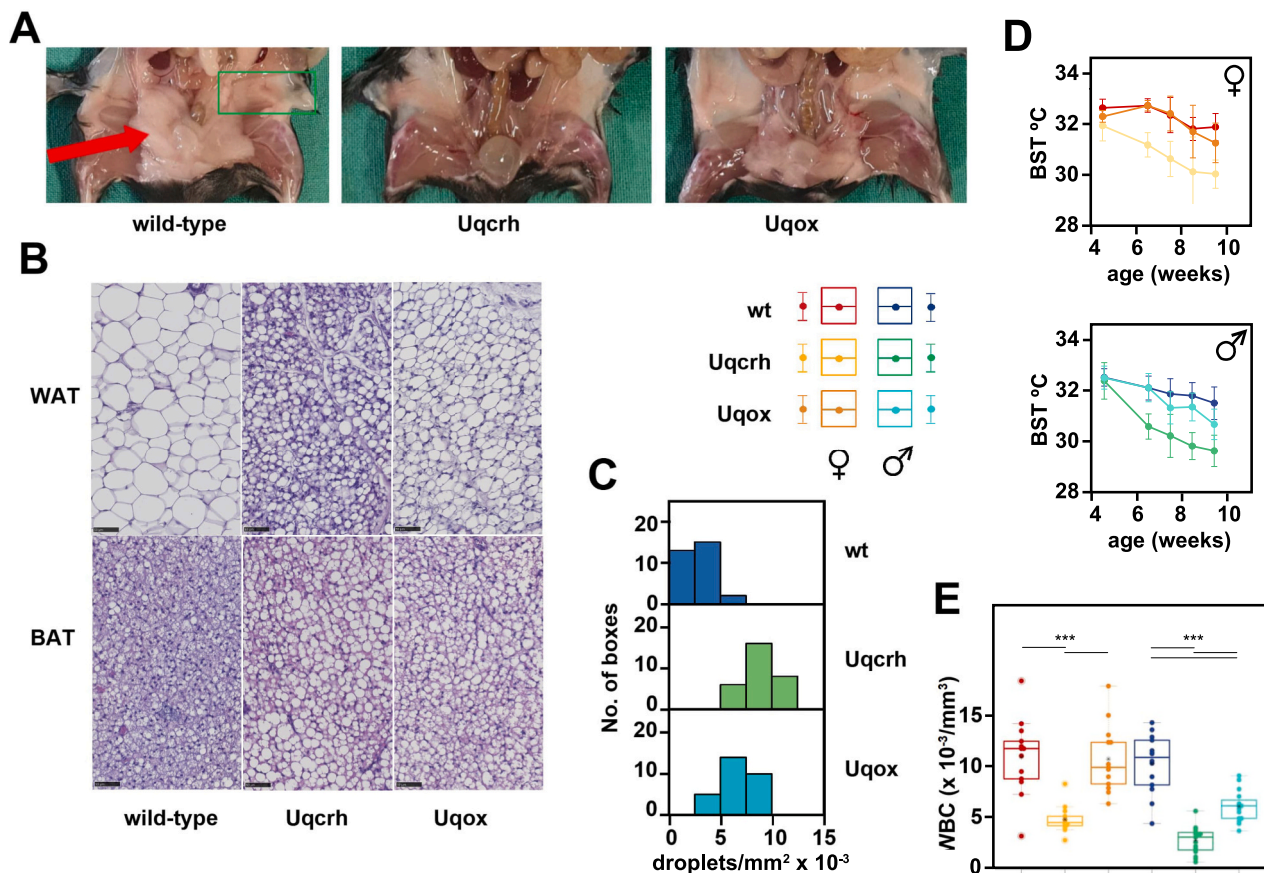 A
wild-type
Uqcrh
Uqox
B
WAT
BAT
wild-type
Uqcrh
Uqox
wt
Uqcrh
Uqox
♀ ♂
C
20
10
0
20
10
0
20
10
0
No. of boxes
wt
Uqcrh
Uqox
0 5 10 15
droplets/mm² x 10⁻³
D
♀
34
32
30
28
BST ºC
4 6 8 10
age (weeks)
♂
34
32
30
28
BST ºC
4 6 8 10
age (weeks)
E
*** ***
15
10
5
0
WBC (x 10⁻³/mm³)